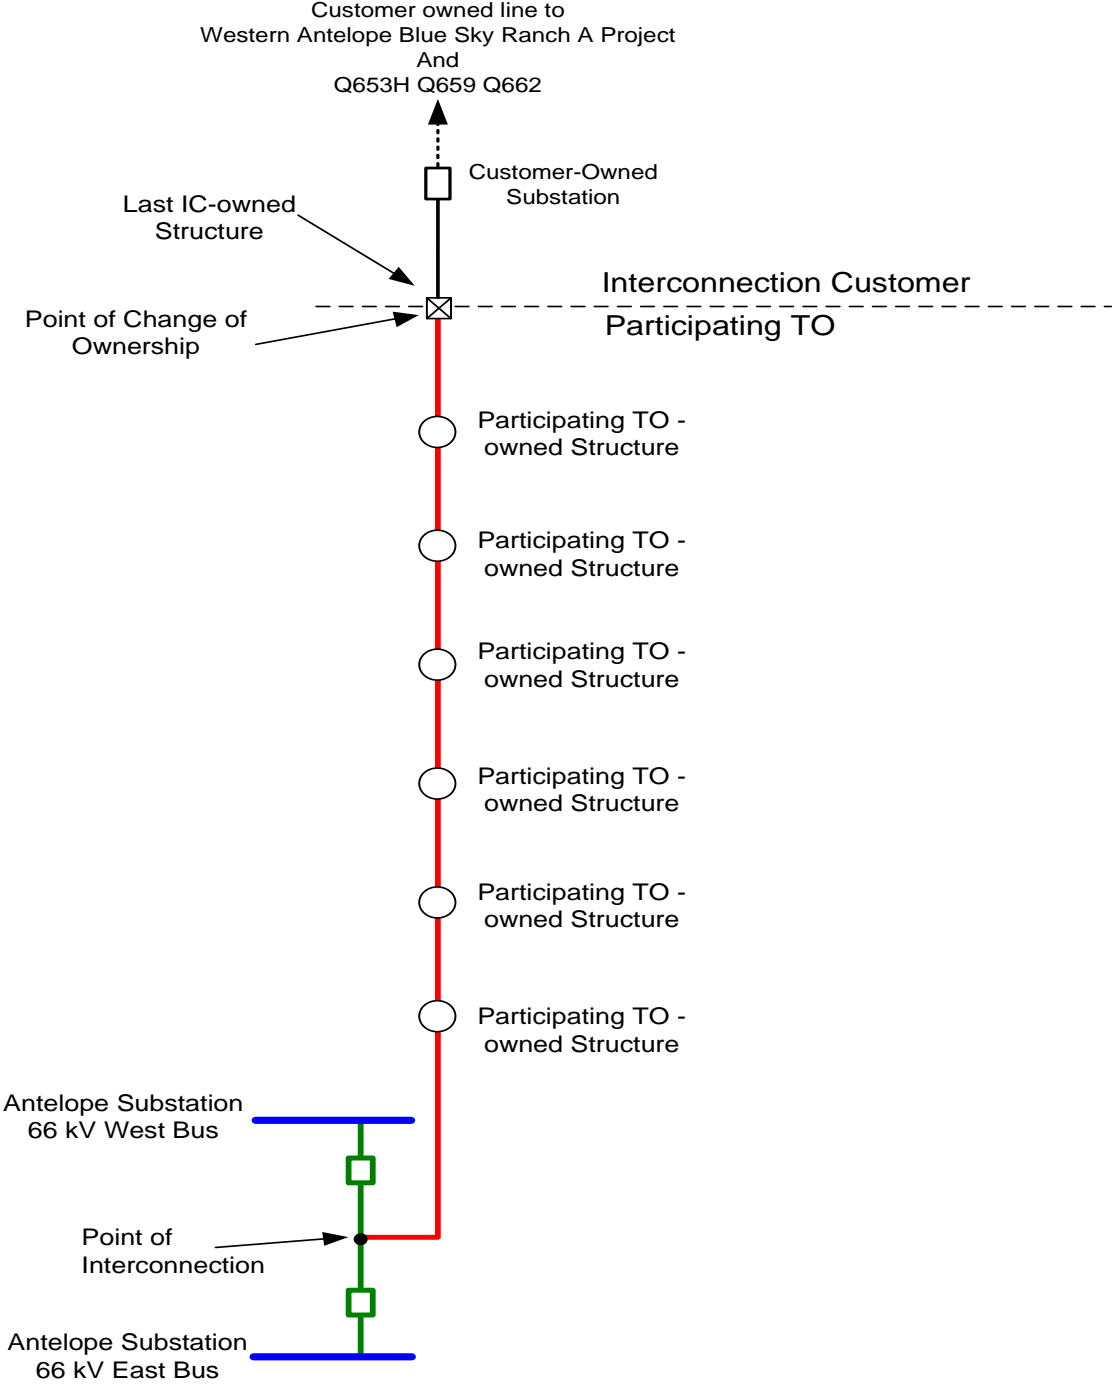 Customer owned line to
Western Antelope Blue Sky Ranch A Project
And
Q653H Q659 Q662
Customer-Owned
Substation
Last IC-owned
Structure
Interconnection Customer
Point of Change of
Ownership
Participating TO
Participating TO -
owned Structure
Participating TO -
owned Structure
Participating TO -
owned Structure
Participating TO -
owned Structure
Participating TO -
owned Structure
Participating TO -
owned Structure
Antelope Substation
66 kV West Bus
Point of
Interconnection
Antelope Substation
66 kV East Bus